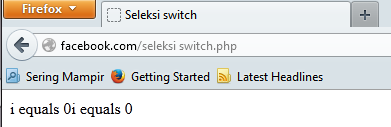 Firefox
Seleksi switch
facebook.com/seleksi switch.php
Sering Mampir Getting Started Latest Headlines
i equals 0i equals 0